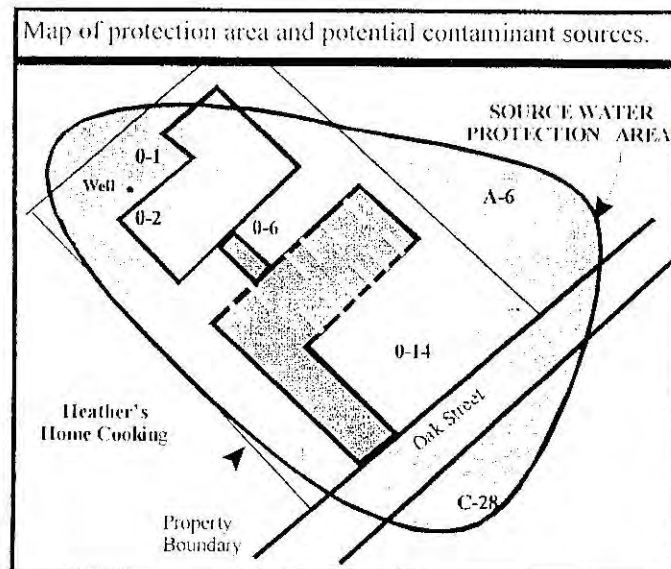 Map of protection area and potential contaminant sources.
SOURCE WATER
PROTECTION AREA
0-1
Well
A-6
0-2
0-6
0-14
Heather's
Home Cooking
Oak Street
C-28
Property
Boundary